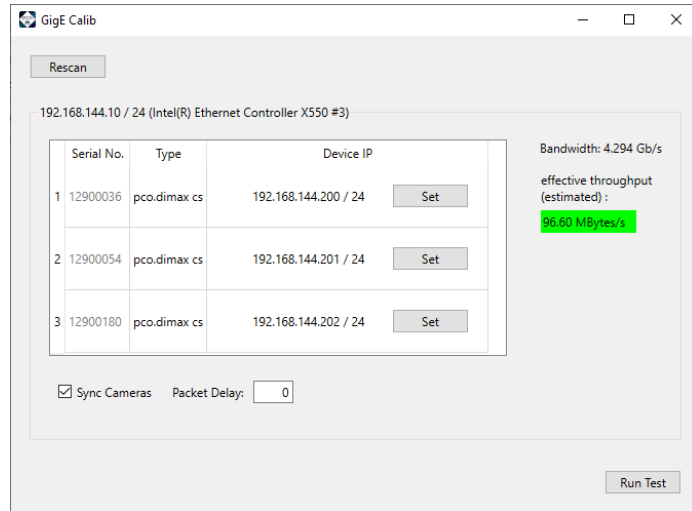 GigE Calib
Rescan
192.168.144.10 / 24 (Intel(R) Ethernet Controller X550 #3)
Serial No. Type Device IP
1 12900036 pco.dimax cs 192.168.144.200 / 24 Set
2 12900054 pco.dimax cs 192.168.144.201 / 24 Set
3 12900180 pco.dimax cs 192.168.144.202 / 24 Set
Bandwidth: 4.294 Gb/s
effective throughput
(estimated) :
96.60 MBytes/s
Sync Cameras Packet Delay: 0
Run Test